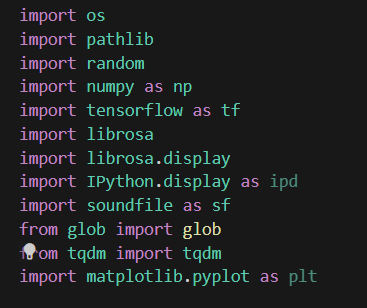 import os
import pathlib
import random
import numpy as np
import tensorflow as tf
import librosa
import librosa.display
import IPython.display as ipd
import soundfile as sf
from glob import glob
from tqdm import tqdm
import matplotlib.pyplot as plt